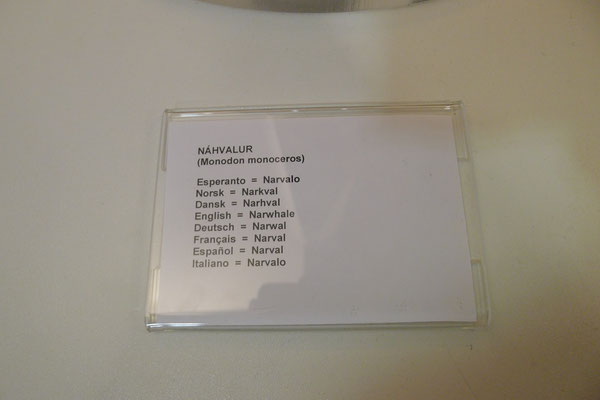 NÁHVALUR
(Monodon monoceros)
Esperanto = Narvalo
Norsk = Narkval
Dansk = Narhval
English = Narwhale
Deutsch = Narwal
Français = Narval
Español = Narval
Italiano = Narvalo